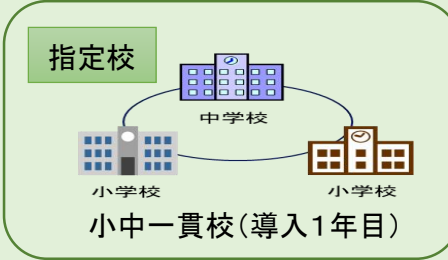 指定校
中学校
小学校
小学校
小中一貫校（導入１年目）